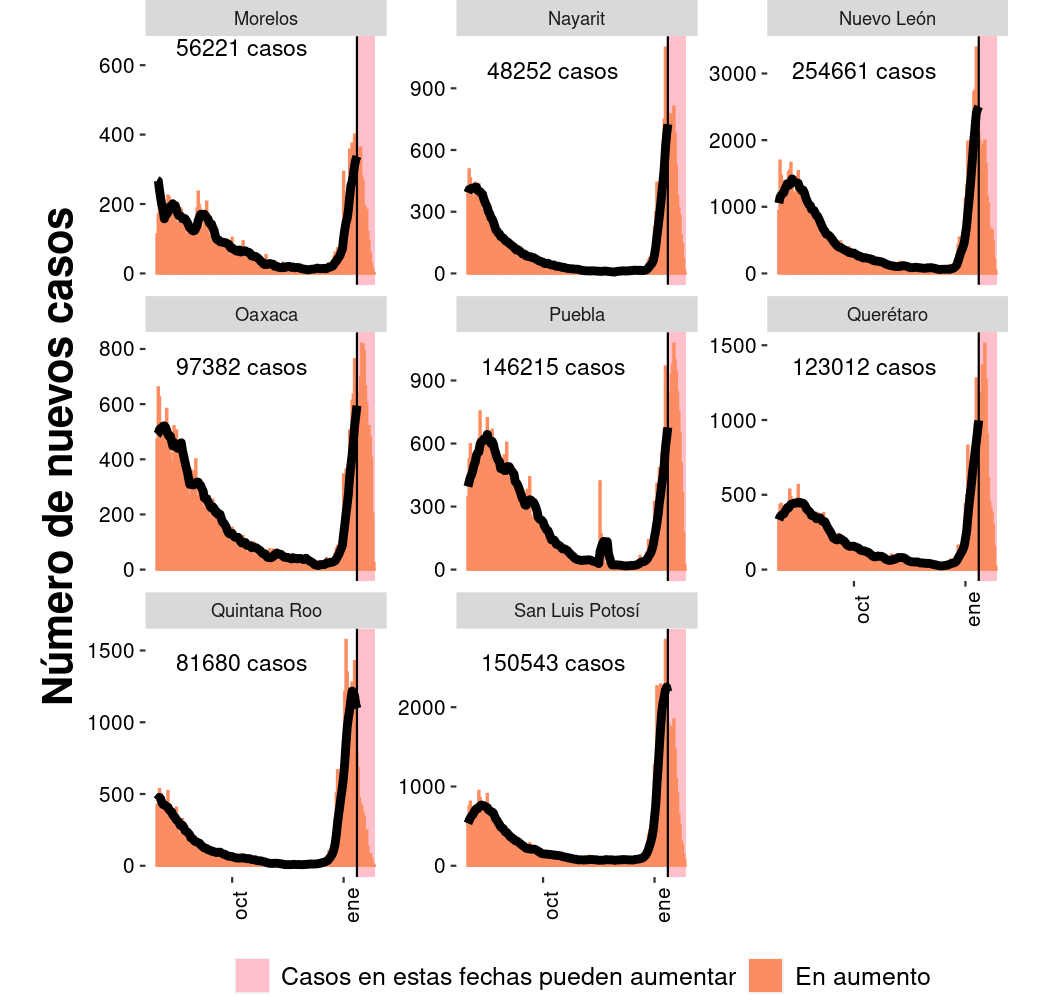 Número de nuevos casos
Morelos
56221 casos
600
400
200
0
Nayarit
48252 casos
900
600
300
0
Nuevo León
254661 casos
3000
2000
1000
0
Oaxaca
97382 casos
800
600
400
200
0
Puebla
146215 casos
900
600
300
0
Querétaro
123012 casos
1500
1000
500
0
oct
ene
Quintana Roo
81680 casos
1500
1000
500
0
oct
ene
San Luis Potosí
150543 casos
2000
1000
0
oct
ene
Casos en estas fechas pueden aumentar
En aumento